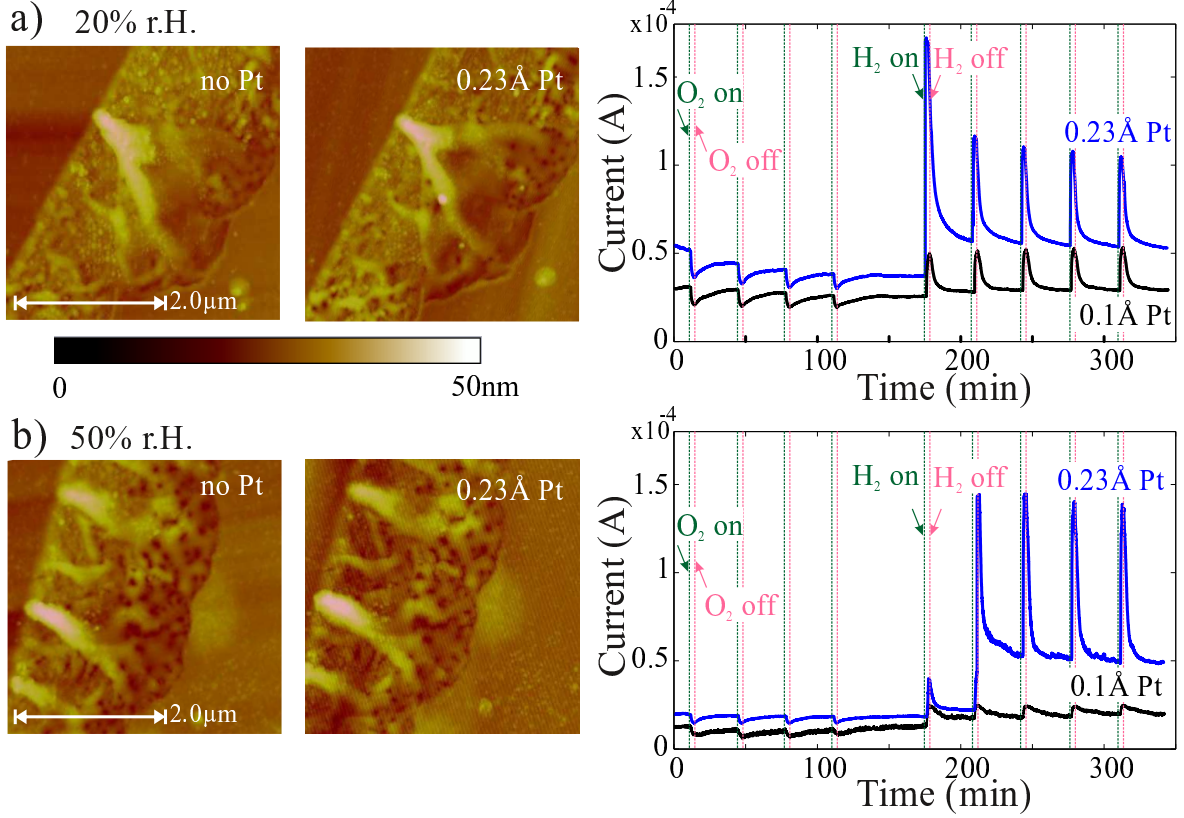 a) 20% r.H.
no Pt
0.23Å Pt
2.0µm
0
50nm
x10⁻⁴
1.5
1
0.5
0
Current (A)
O₂ on
O₂ off
H₂ on
H₂ off
0.23Å Pt
0.1Å Pt
0 100 200 300
Time (min)
b) 50% r.H.
no Pt
0.23Å Pt
2.0µm
x10⁻⁴
1.5
1
0.5
0
Current (A)
O₂ on
O₂ off
H₂ on
H₂ off
0.23Å Pt
0.1Å Pt
0 100 200 300
Time (min)